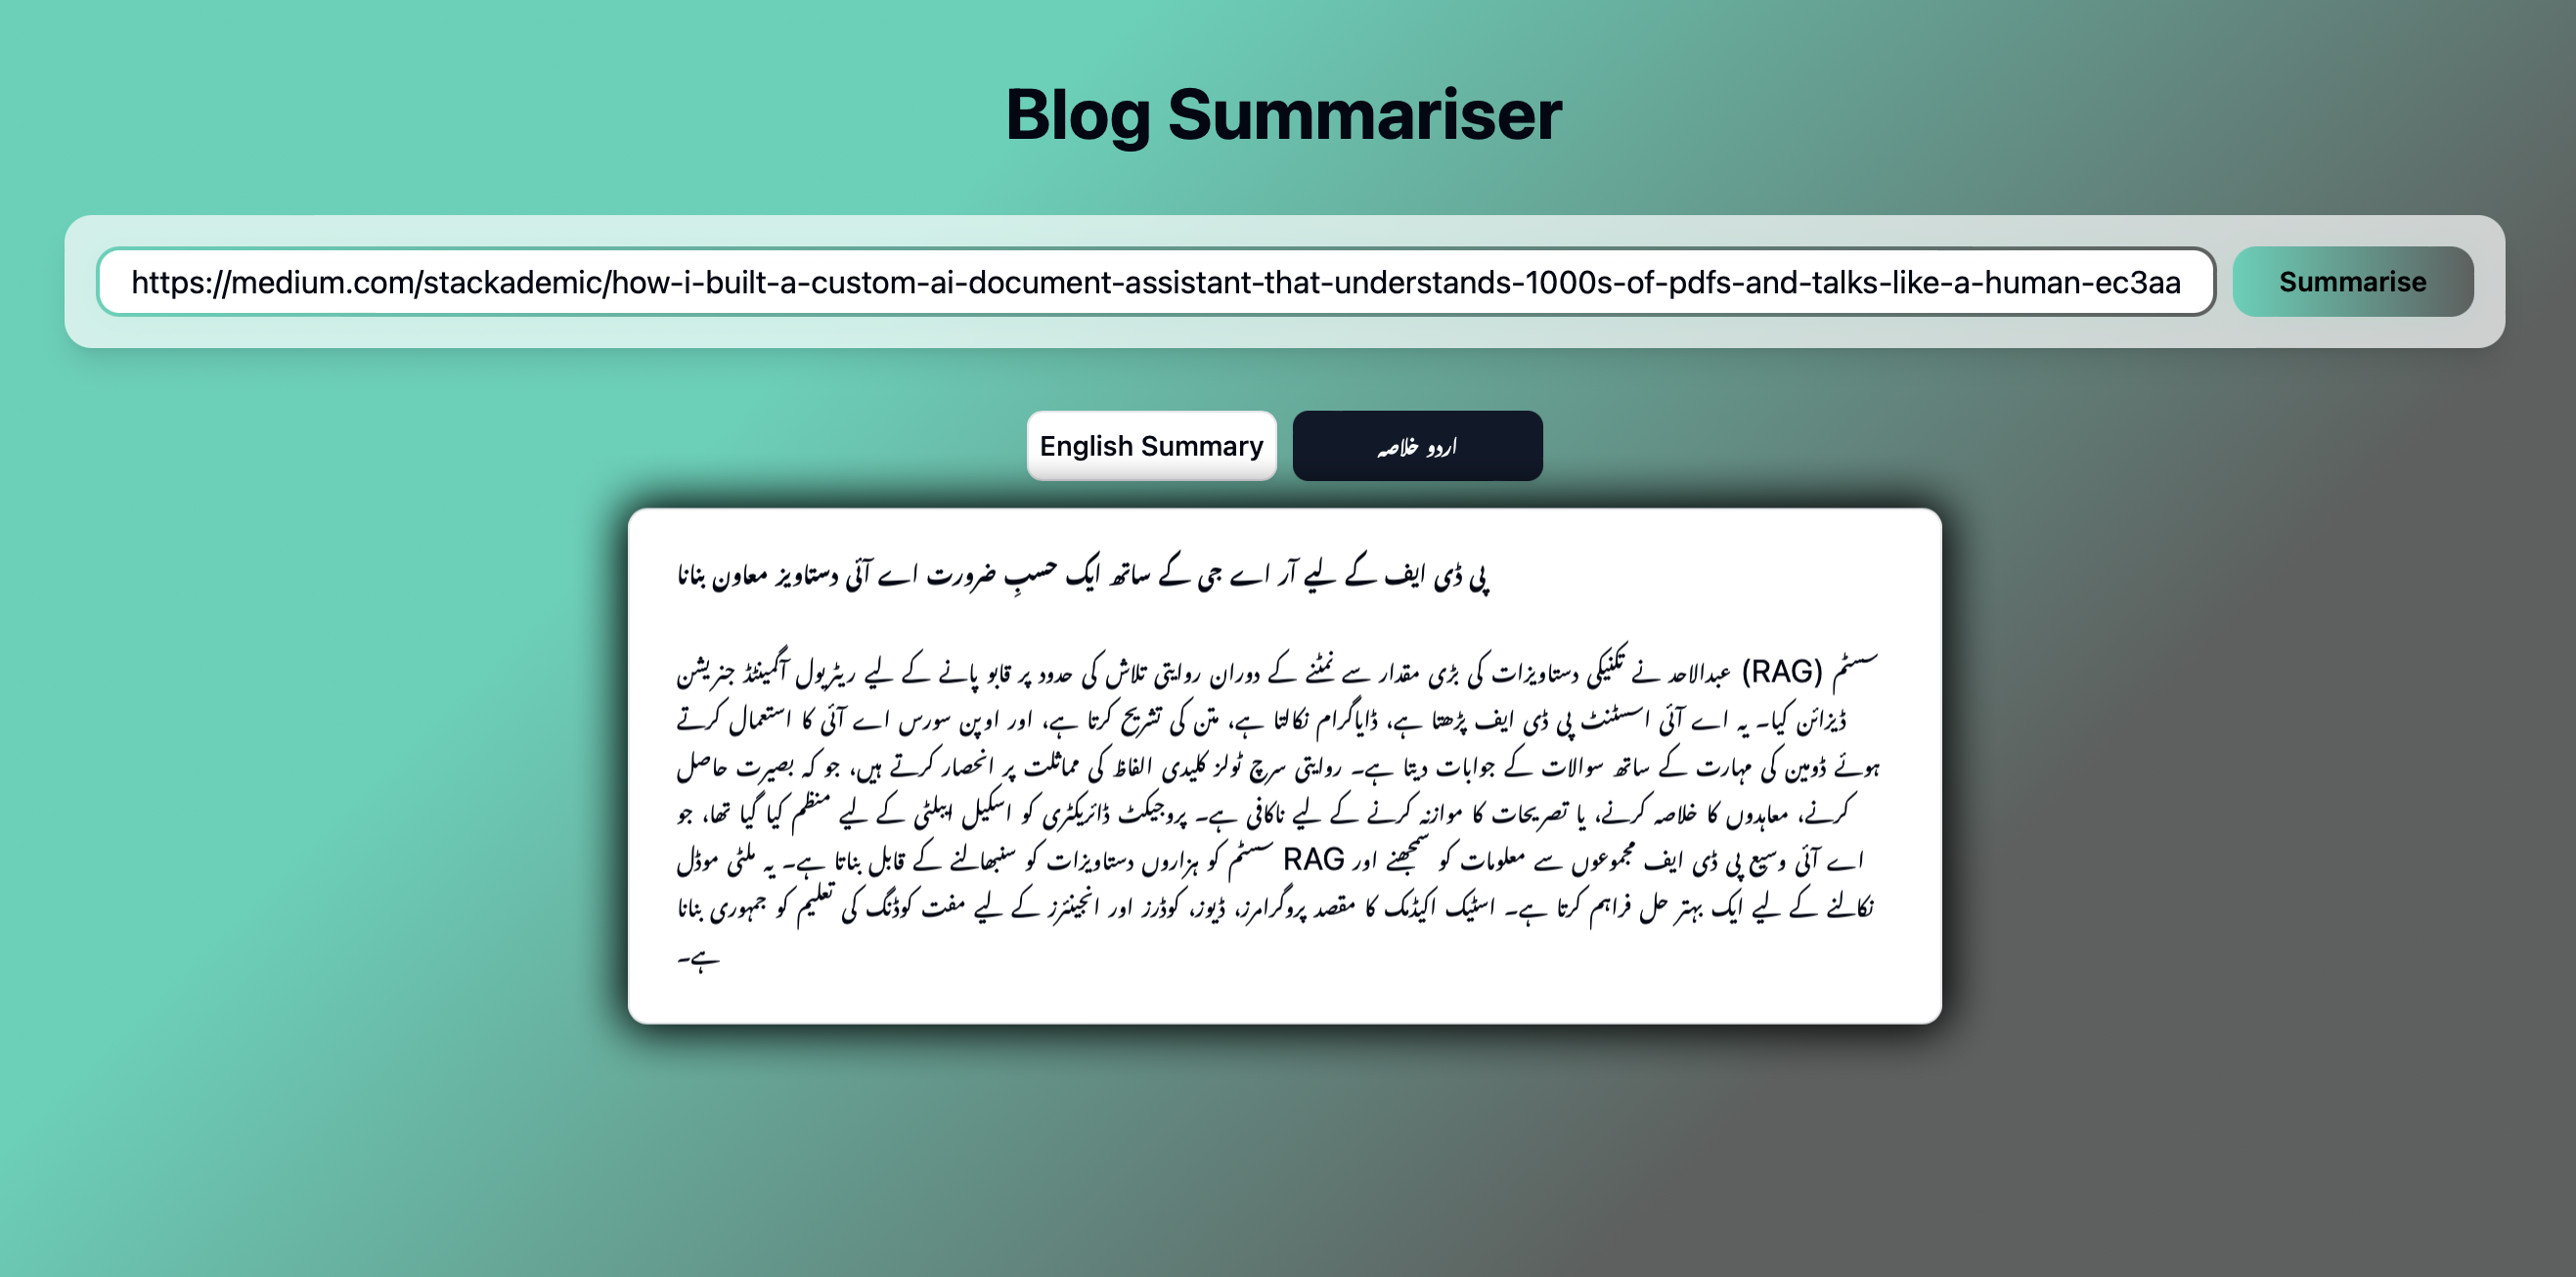 Blog Summariser
https://medium.com/stackademic/how-i-built-a-custom-ai-document-assistant-that-understands-1000s-of-pdfs-and-talks-like-a-human-ec3aa
Summarise
English Summary
اردو خلاصہ
پی ڈی ایف کے لیے آر اے جی کے ساتھ ایک حسبِ ضرورت اے آئی دستاویز معاون بنانا
سسٹم (RAG) عبدالاحد نے تکنیکی دستاویزات کی بڑی مقدار سے نمٹنے کے دوران روایتی تلاش کی حدود پر قابو پانے کے لیے ریٹریول آگمینٹڈ جنریشن
ڈیزائن کیا۔ یہ اے آئی اسسٹنٹ پی ڈی ایف پڑھتا ہے، ڈایاگرام نکالتا ہے، متن کی تشریح کرتا ہے، اور اوپن سورس اے آئی کا استعمال کرتے
ہوئے ڈومین کی مہارت کے ساتھ سوالات کے جوابات دیتا ہے۔ روایتی سرچ ٹولز کلیدی الفاظ کی مماثلت پر انحصار کرتے ہیں، جو کہ بصیرت حاصل
کرنے، معاہدوں کا خلاصہ کرنے، یا تصریحات کا موازنہ کرنے کے لیے ناکافی ہے۔ پروجیکٹ ڈائریکٹری کو اسکیل ایبلٹی کے لیے منظم کیا گیا تھا، جو
اے آئی وسیع پی ڈی ایف مجموعوں سے معلومات کو سمجھنے اور RAG سسٹم کو ہزاروں دستاویزات کو سنبھالنے کے قابل بناتا ہے۔ یہ ملٹی موڈل
نکالنے کے لیے ایک بہتر حل فراہم کرتا ہے۔ اسٹیک اکیڈمک کا مقصد پروگرامرز، ڈیوز، کوڈرز اور انجینئرز کے لیے مفت کوڈنگ کی تعلیم کو جمہوری بنانا
ہے۔